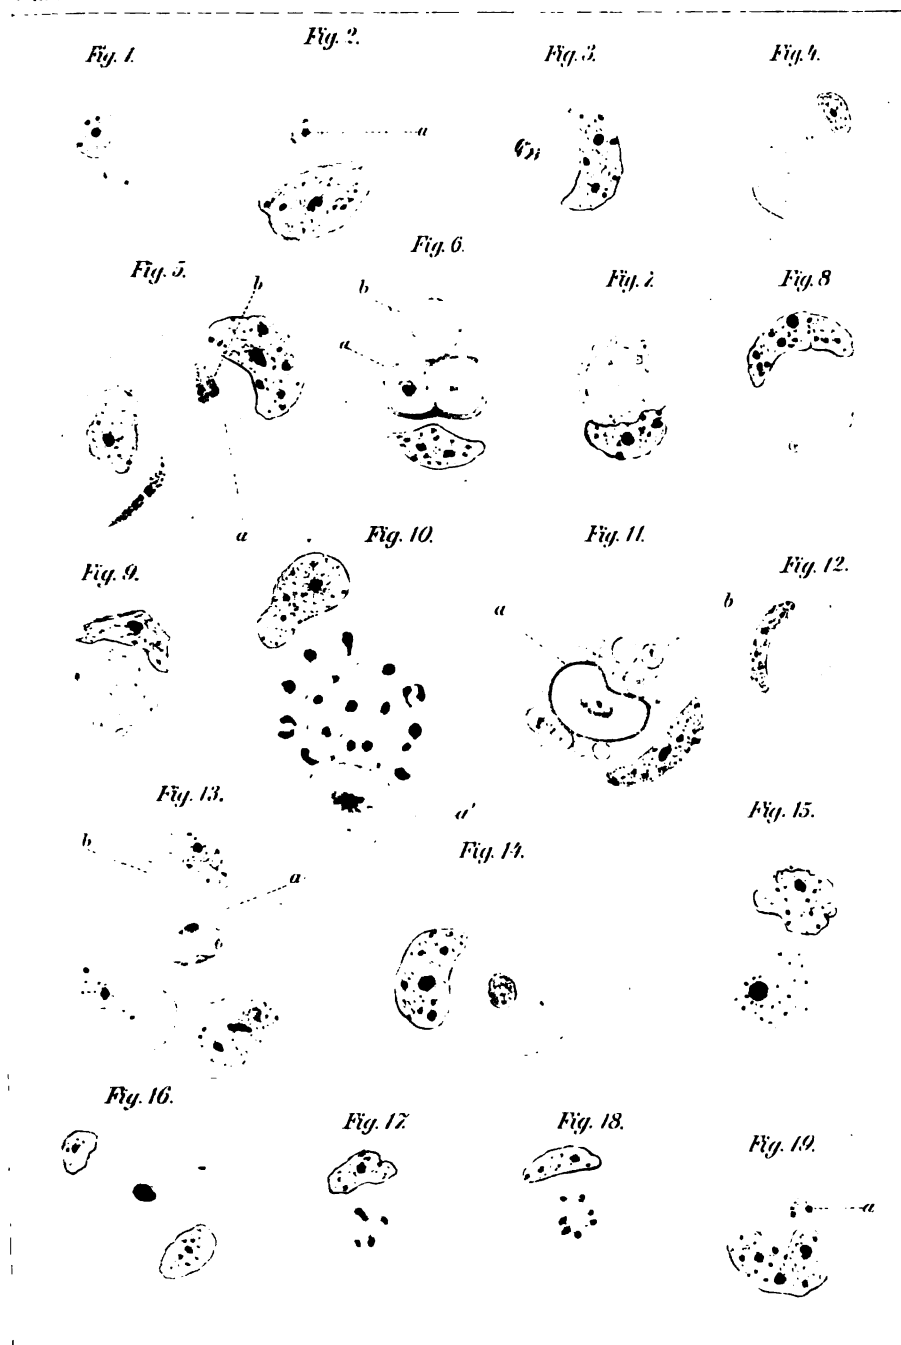 Fig. 1.
Fig. 2.
Fig. 3.
Fig. 4.
a
Fig. 5.
b
Fig. 6.
b
a
Fig. 7.
Fig. 8
a
Fig. 9.
Fig. 10.
Fig. 11.
Fig. 12.
a
b
Fig. 13.
a'
b
a
Fig. 14.
Fig. 15.
Fig. 16.
Fig. 17.
Fig. 18.
Fig. 19.
a